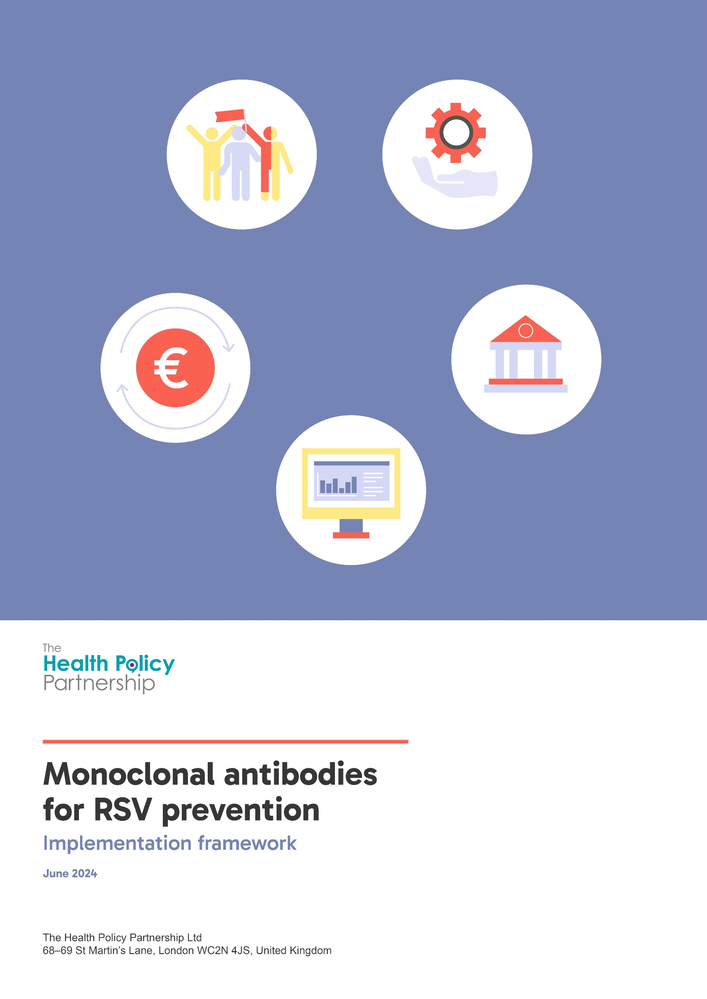 The
Health Policy
Partnership
Monoclonal antibodies
for RSV prevention
Implementation framework
June 2024
The Health Policy Partnership Ltd
68–69 St Martin’s Lane, London WC2N 4JS, United Kingdom